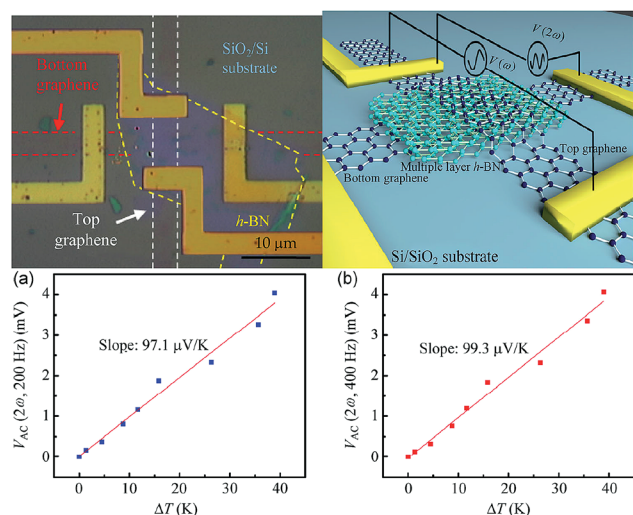 Bottom
graphene
SiO₂/Si
substrate
Top
graphene
h-BN
10 μm
V(2ω)
V(ω)
Top graphene
Multiple layer h-BN
Bottom graphene
Si/SiO₂ substrate
(a)
V_AC (2ω, 200 Hz) (mV)
4
3
2
1
0
Slope: 97.1 μV/K
0 10 20 30 40
ΔT (K)
(b)
V_AC (2ω, 400 Hz) (mV)
4
3
2
1
0
Slope: 99.3 μV/K
0 10 20 30 40
ΔT (K)